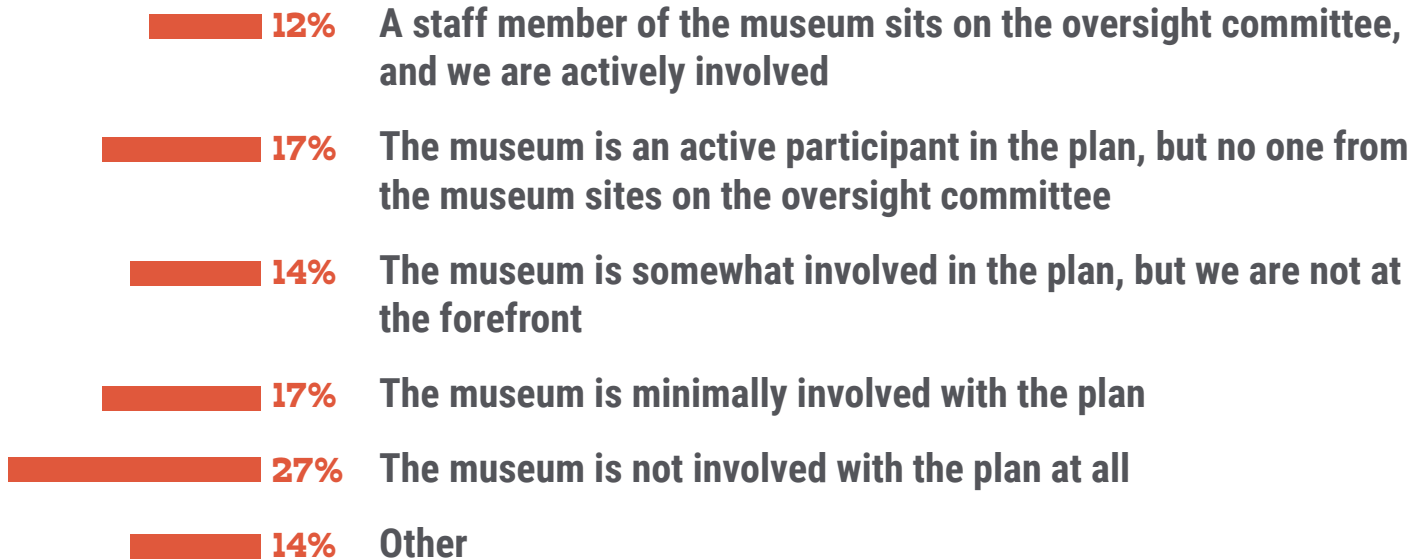 12% A staff member of the museum sits on the oversight committee,
and we are actively involved
17% The museum is an active participant in the plan, but no one from
the museum sites on the oversight committee
14% The museum is somewhat involved in the plan, but we are not at
the forefront
17% The museum is minimally involved with the plan
27% The museum is not involved with the plan at all
14% Other